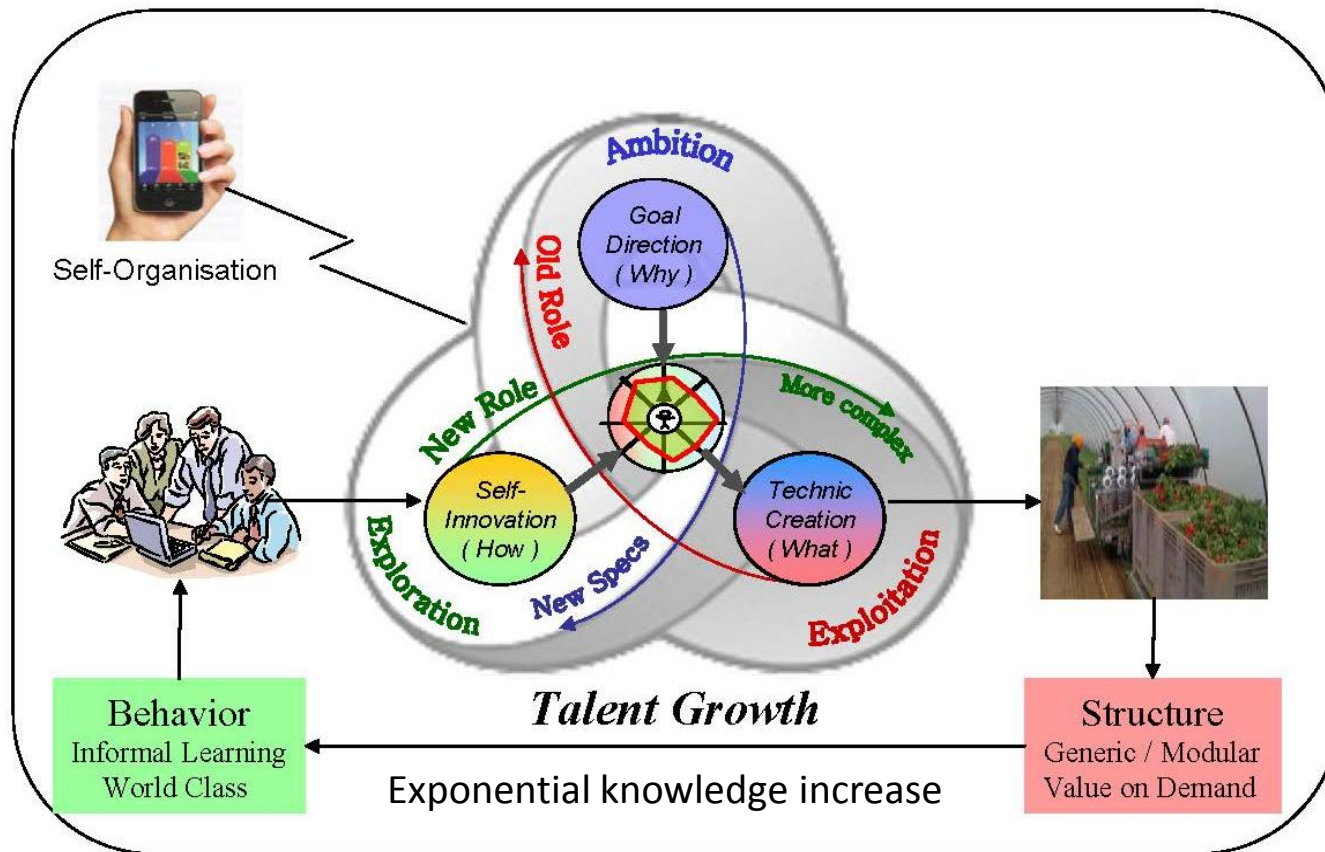 Self-Organisation
Ambition
Goal
Direction
( Why )
Old Role
New Role
More complex
Self-
Innovation
( How )
Technic
Creation
( What )
Exploration
New Specs
Exploitation
Talent Growth
Behavior
Informal Learning
World Class
Structure
Generic / Modular
Value on Demand
Exponential knowledge increase